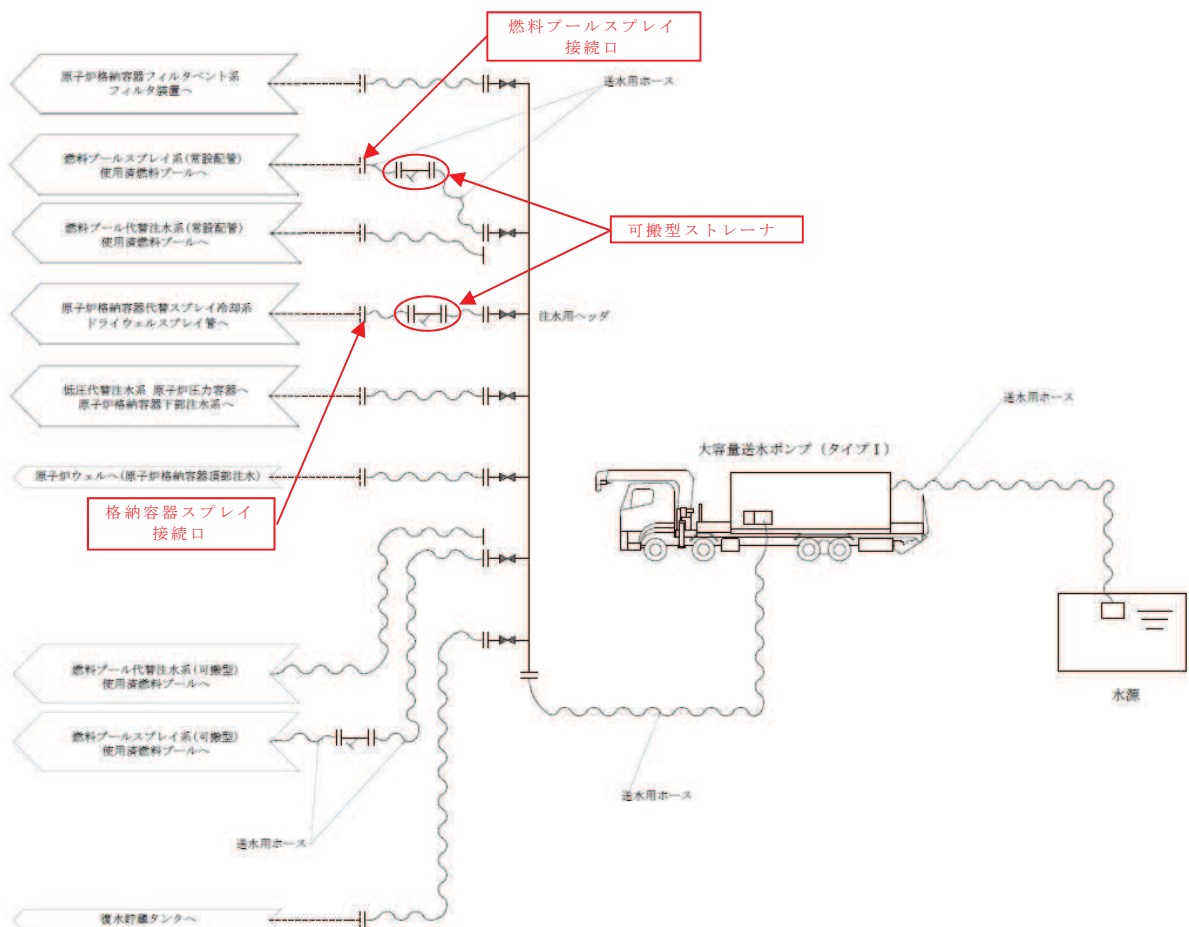 燃料プールスプレイ
接続口
原子炉格納容器フィルタベント系
フィルタ装置へ
送水用ホース
燃料プールスプレイ系(常設配管)
使用済燃料プールへ
燃料プール代替注水系(常設配管)
使用済燃料プールへ
可搬型ストレーナ
原子炉格納容器代替スプレイ冷却系
ドライウェルスプレイ管へ
注水用ヘッダ
低圧代替注水系 原子炉圧力容器へ
原子炉格納容器下部注水系へ
送水用ホース
大容量送水ポンプ（タイプⅠ）
原子炉ウェルへ(原子炉格納容器頂部注水)
格納容器スプレイ
接続口
燃料プール代替注水系(可搬型)
使用済燃料プールへ
水源
燃料プールスプレイ系(可搬型)
使用済燃料プールへ
送水用ホース
送水用ホース
復水貯蔵タンクへ